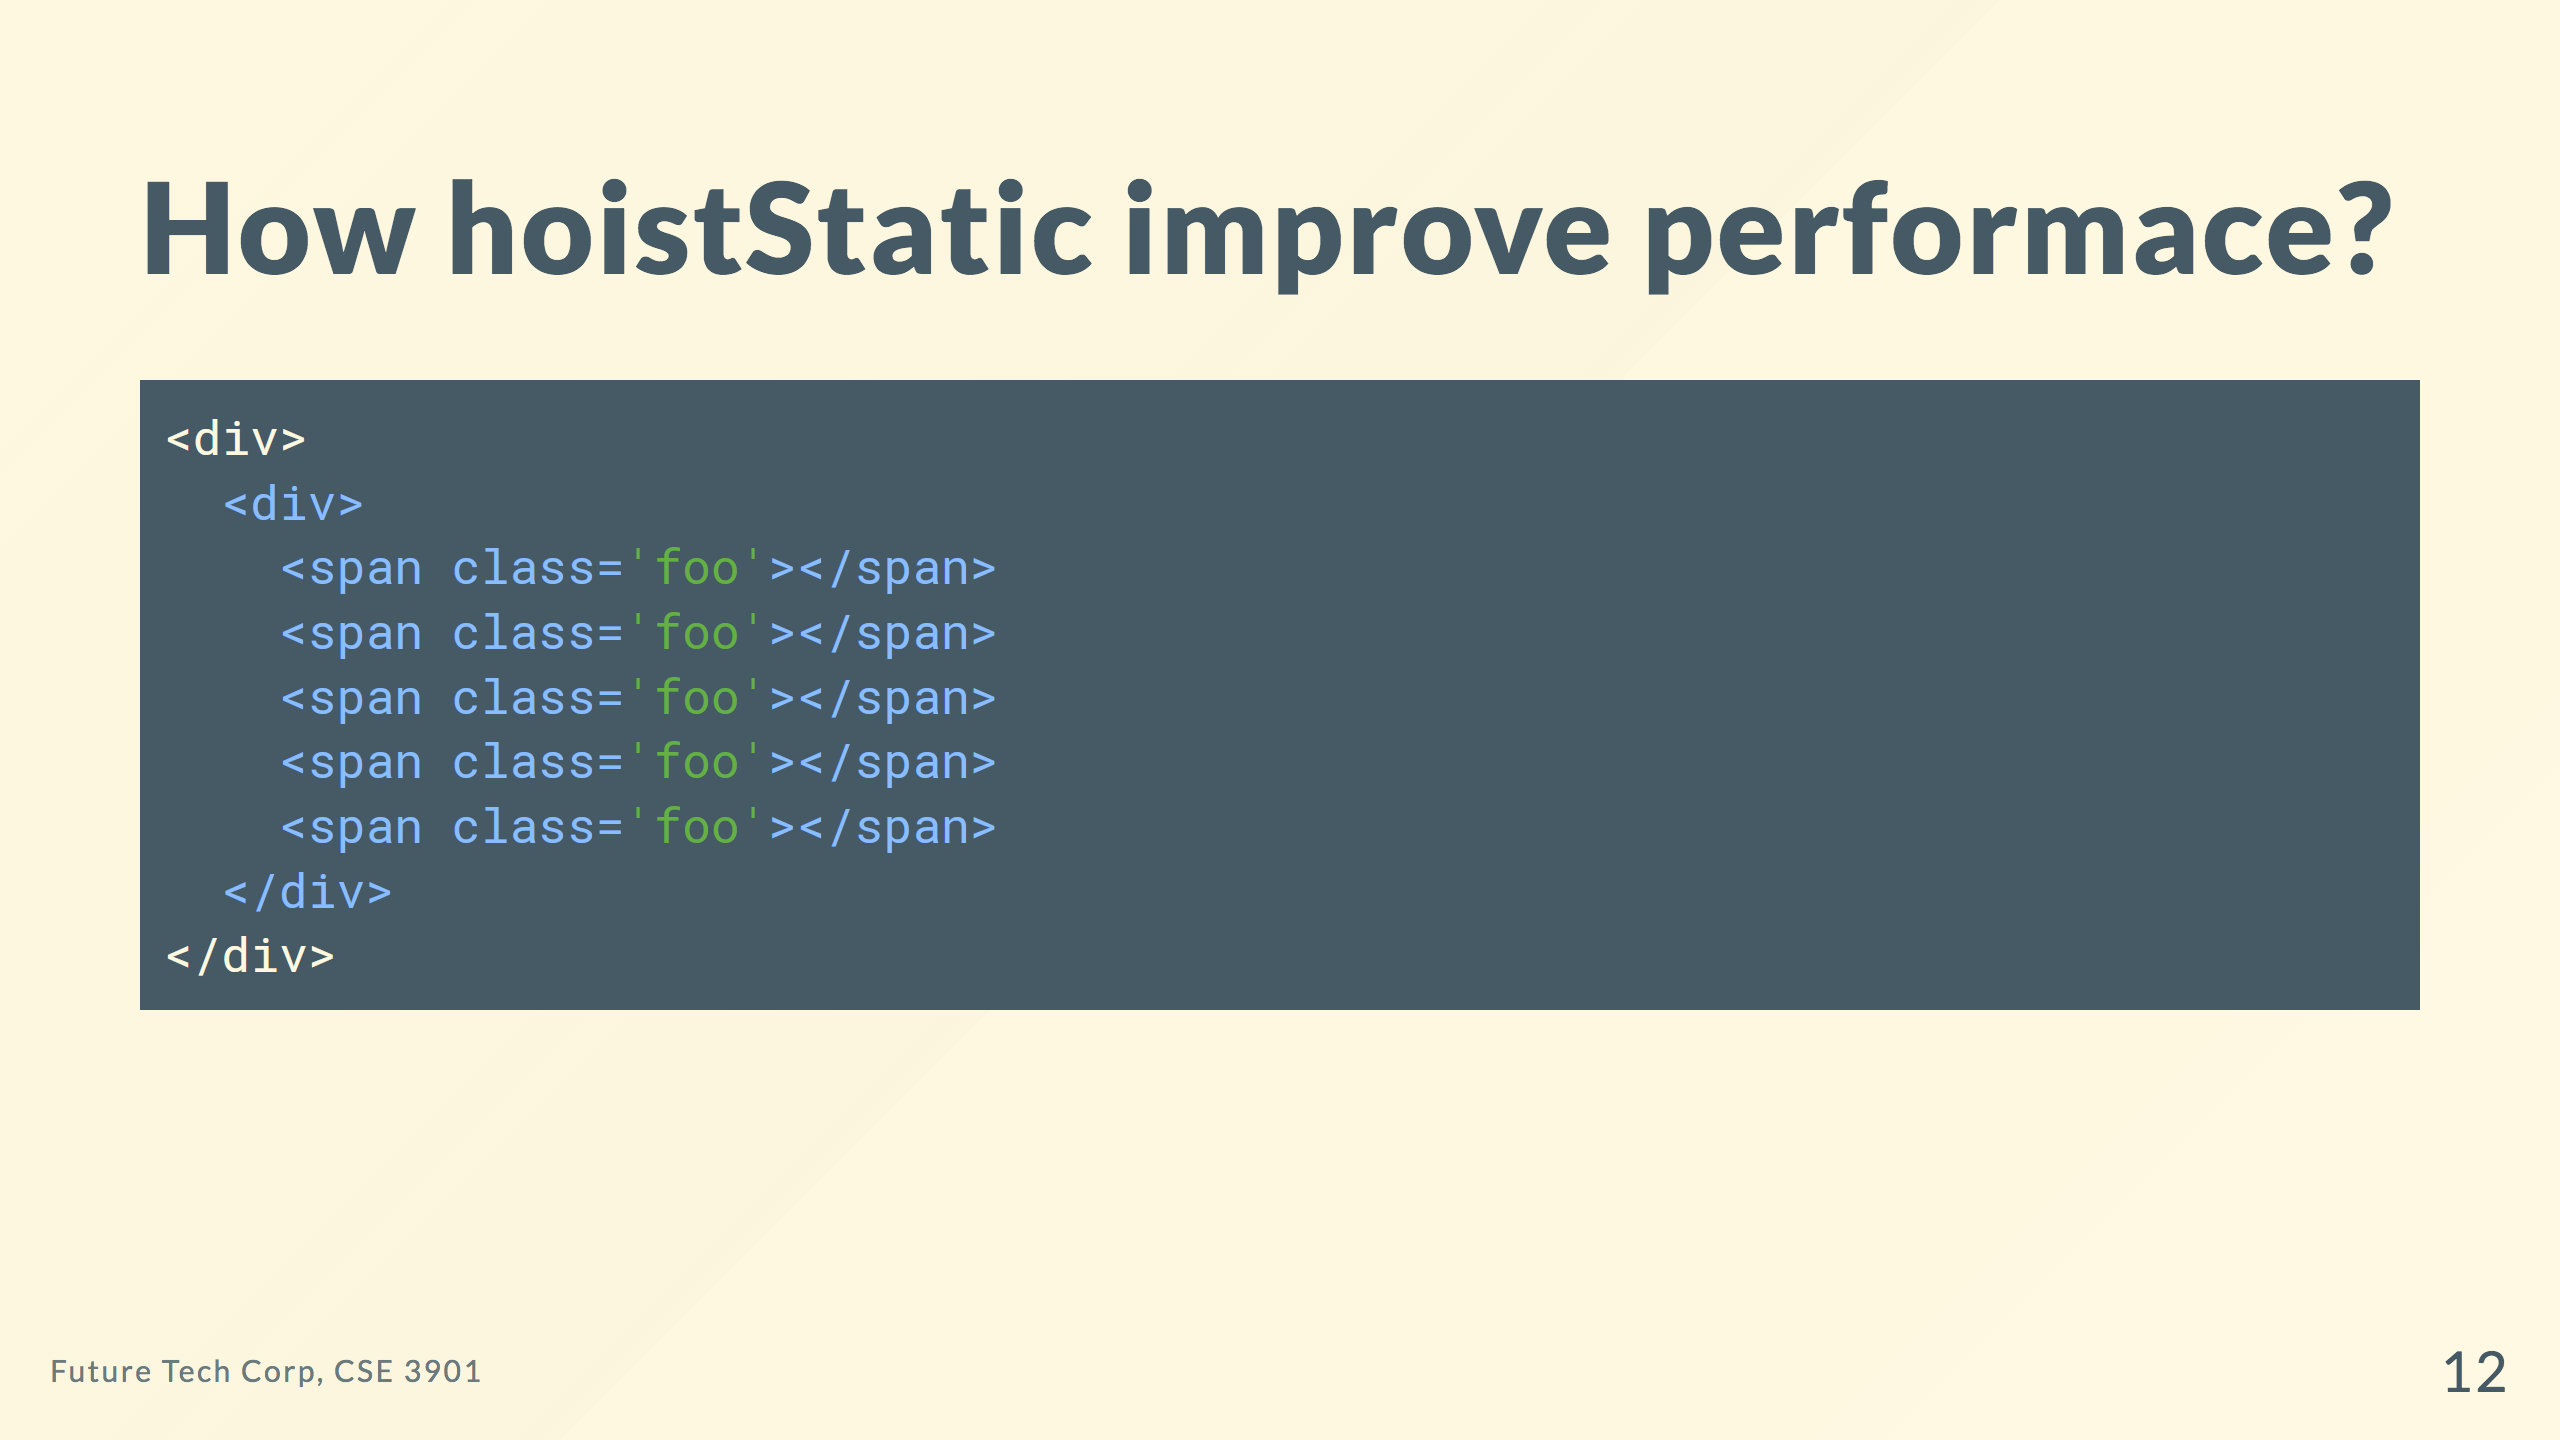 How hoistStatic improve performace?
<div>
  <div>
    <span class='foo'></span>
    <span class='foo'></span>
    <span class='foo'></span>
    <span class='foo'></span>
    <span class='foo'></span>
  </div>
</div>
Future Tech Corp, CSE 3901
12